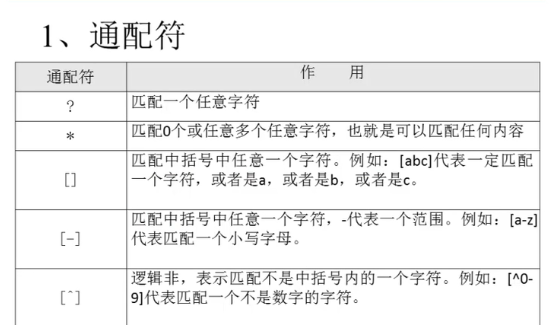 1、通配符
通配符 作 用
? 匹配一个任意字符
* 匹配0个或任意多个任意字符，也就是可以匹配任何内容
匹配中括号中任意一个字符。例如：[abc]代表一定匹配
[] 一个字符，或者是a，或者是b，或者是c。
匹配中括号中任意一个字符，-代表一个范围。例如：[a-z]
[-] 代表匹配一个小写字母。
逻辑非，表示匹配不是中括号内的一个字符。例如：[^0-
[^] 9]代表匹配一个不是数字的字符。